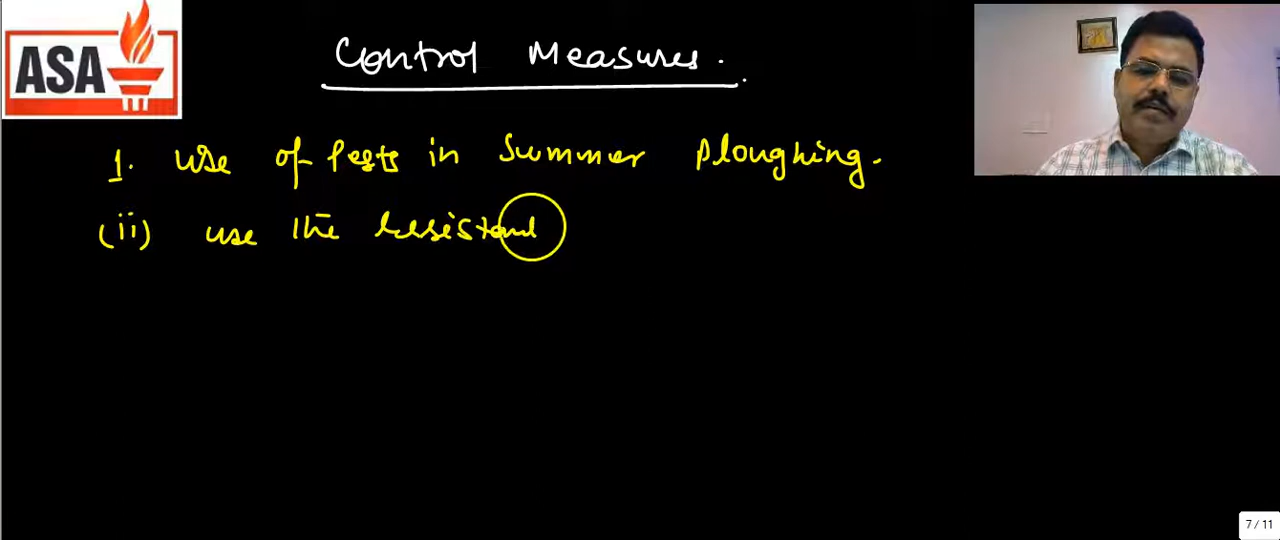 ASA
Control Measures.
1. Use of Pests in Summer Ploughing.
(ii) use the resistant
7 / 11